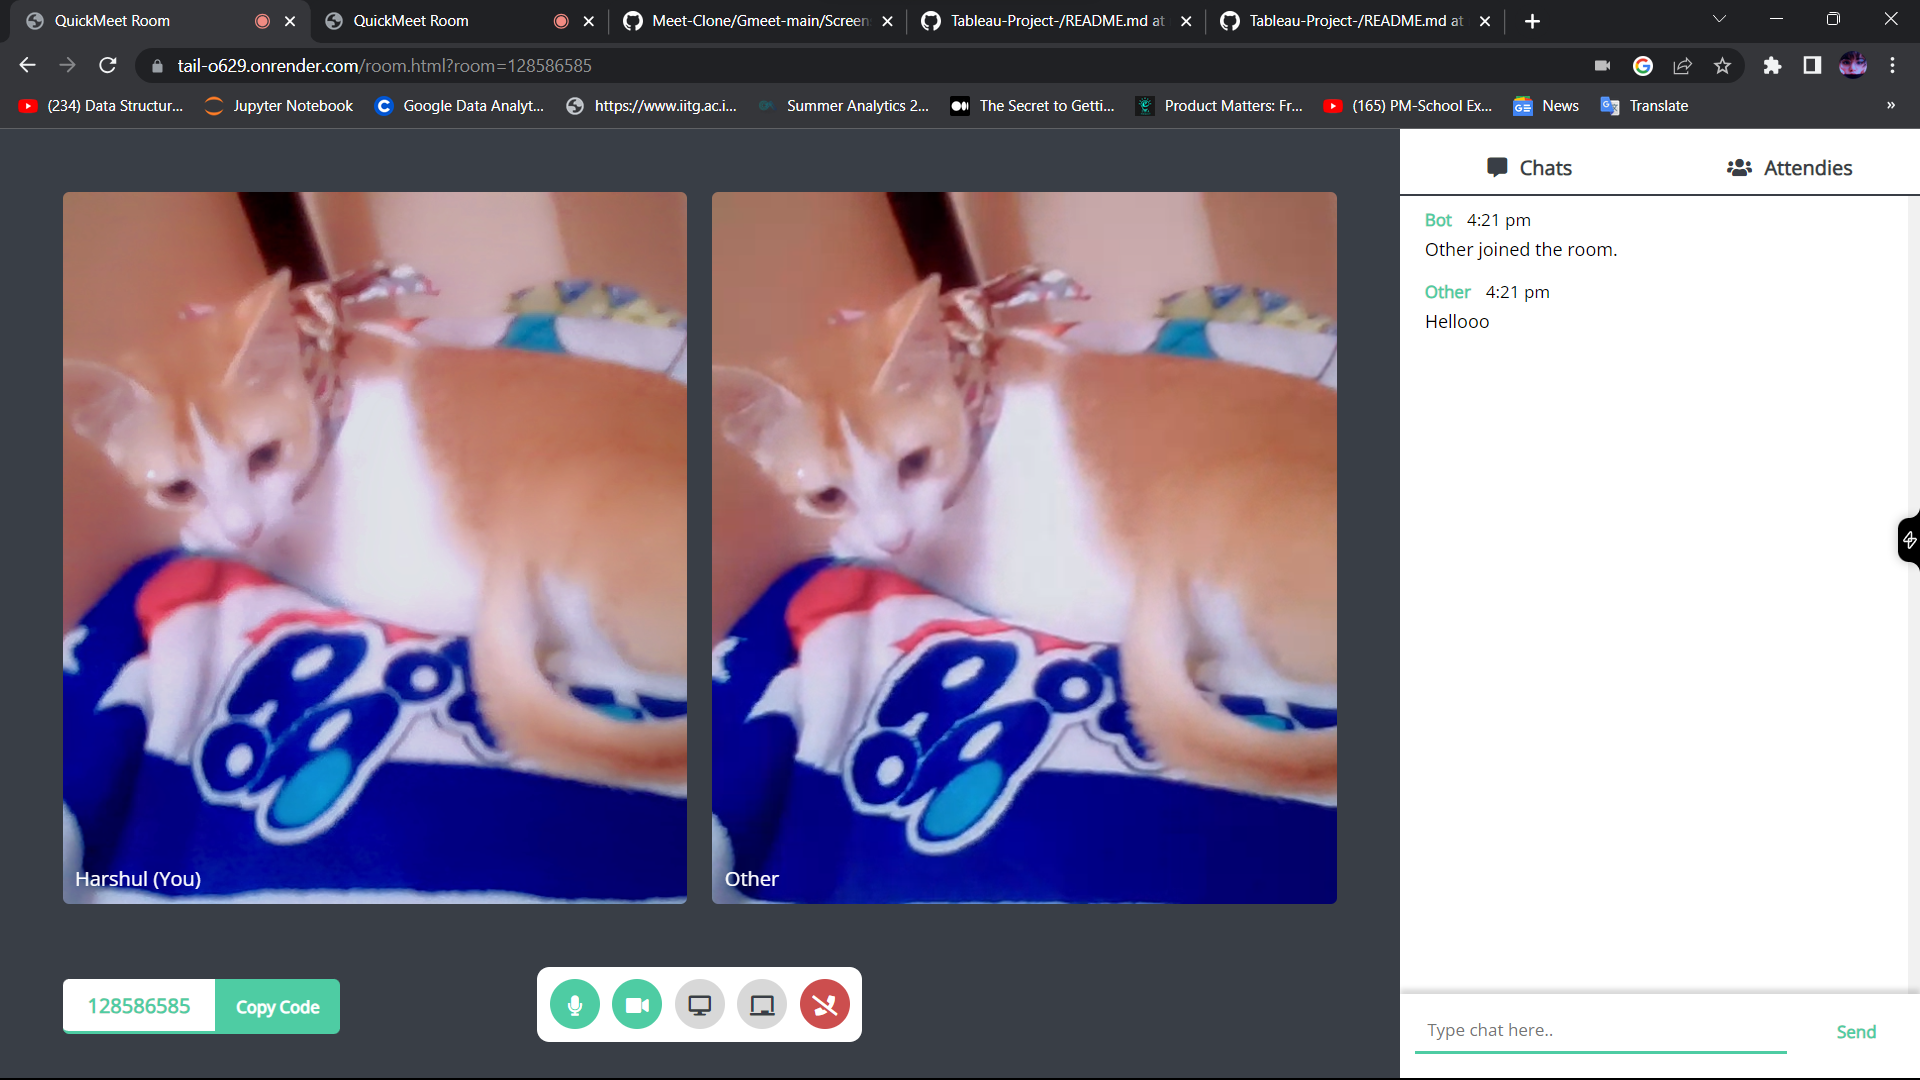 QuickMeet Room
QuickMeet Room
Meet-Clone/Gmeet-main/Screen
Tableau-Project-/README.md at
Tableau-Project-/README.md at
tail-o629.onrender.com/room.html?room=128586585
(234) Data Structur...
Jupyter Notebook
Google Data Analyt...
https://www.iitg.ac.i...
Summer Analytics 2...
The Secret to Getti...
Product Matters: Fr...
(165) PM-School Ex...
News
Translate
»
Chats
Attendies
Bot 4:21 pm
Other joined the room.
Other 4:21 pm
Hellooo
Harshul (You)
Other
128586585
Copy Code
Type chat here..
Send